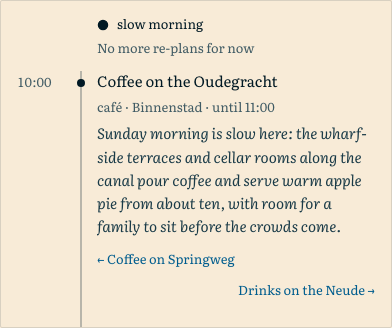 slow morning
No more re-plans for now
10:00 Coffee on the Oudegracht
café · Binnenstad · until 11:00
Sunday morning is slow here: the wharf-
side terraces and cellar rooms along the
canal pour coffee and serve warm apple
pie from about ten, with room for a
family to sit before the crowds come.
← Coffee on Springweg
Drinks on the Neude →